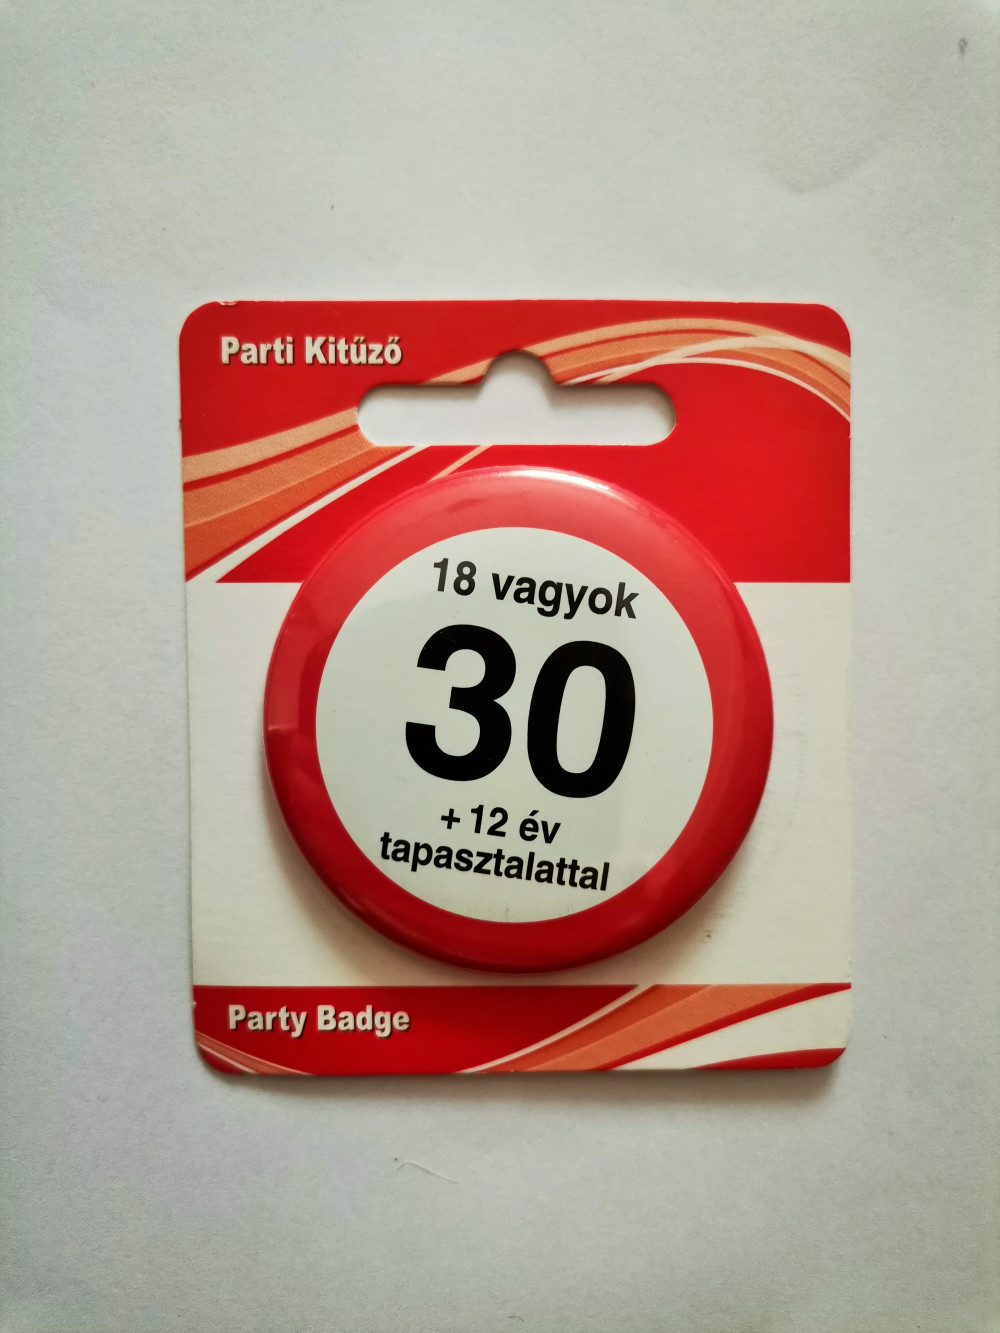 Parti Kitűző
18 vagyok
30
+ 12 év
tapasztalattal
Party Badge